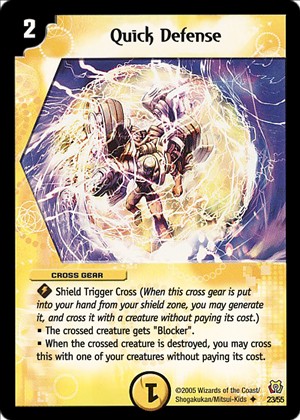 2
Quick Defense
CROSS GEAR
Shield Trigger Cross (When this cross gear is put
into your hand from your shield zone, you may generate
it, and cross it with a creature without paying its cost.)
▪ The crossed creature gets "Blocker".
▪ When the crossed creature is destroyed, you may cross
this with one of your creatures without paying its cost.
1
©2005 Wizards of the Coast/
Shogakukan/Mitsui-Kids
23/55